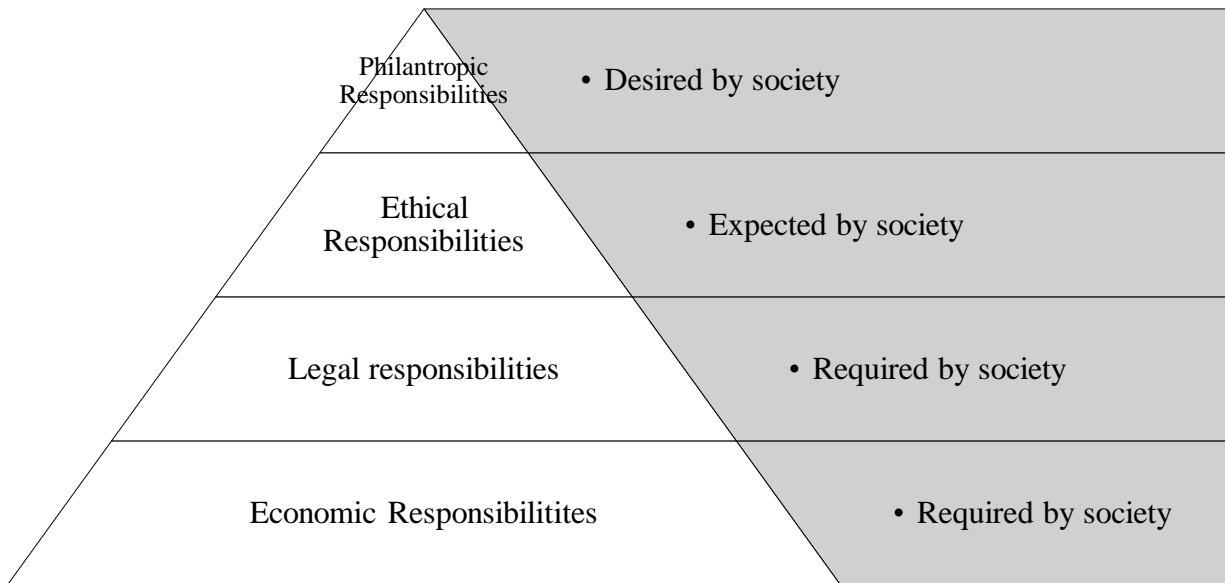 Philantropic
Responsibilities
• Desired by society
Ethical
Responsibilities
• Expected by society
Legal responsibilities
• Required by society
Economic Responsibilitites
• Required by society